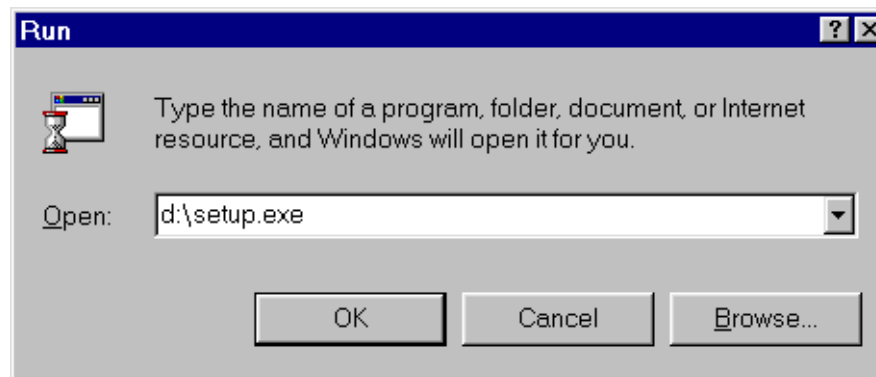 Run
Type the name of a program, folder, document, or Internet
resource, and Windows will open it for you.
Open: d:\setup.exe
OK Cancel Browse...